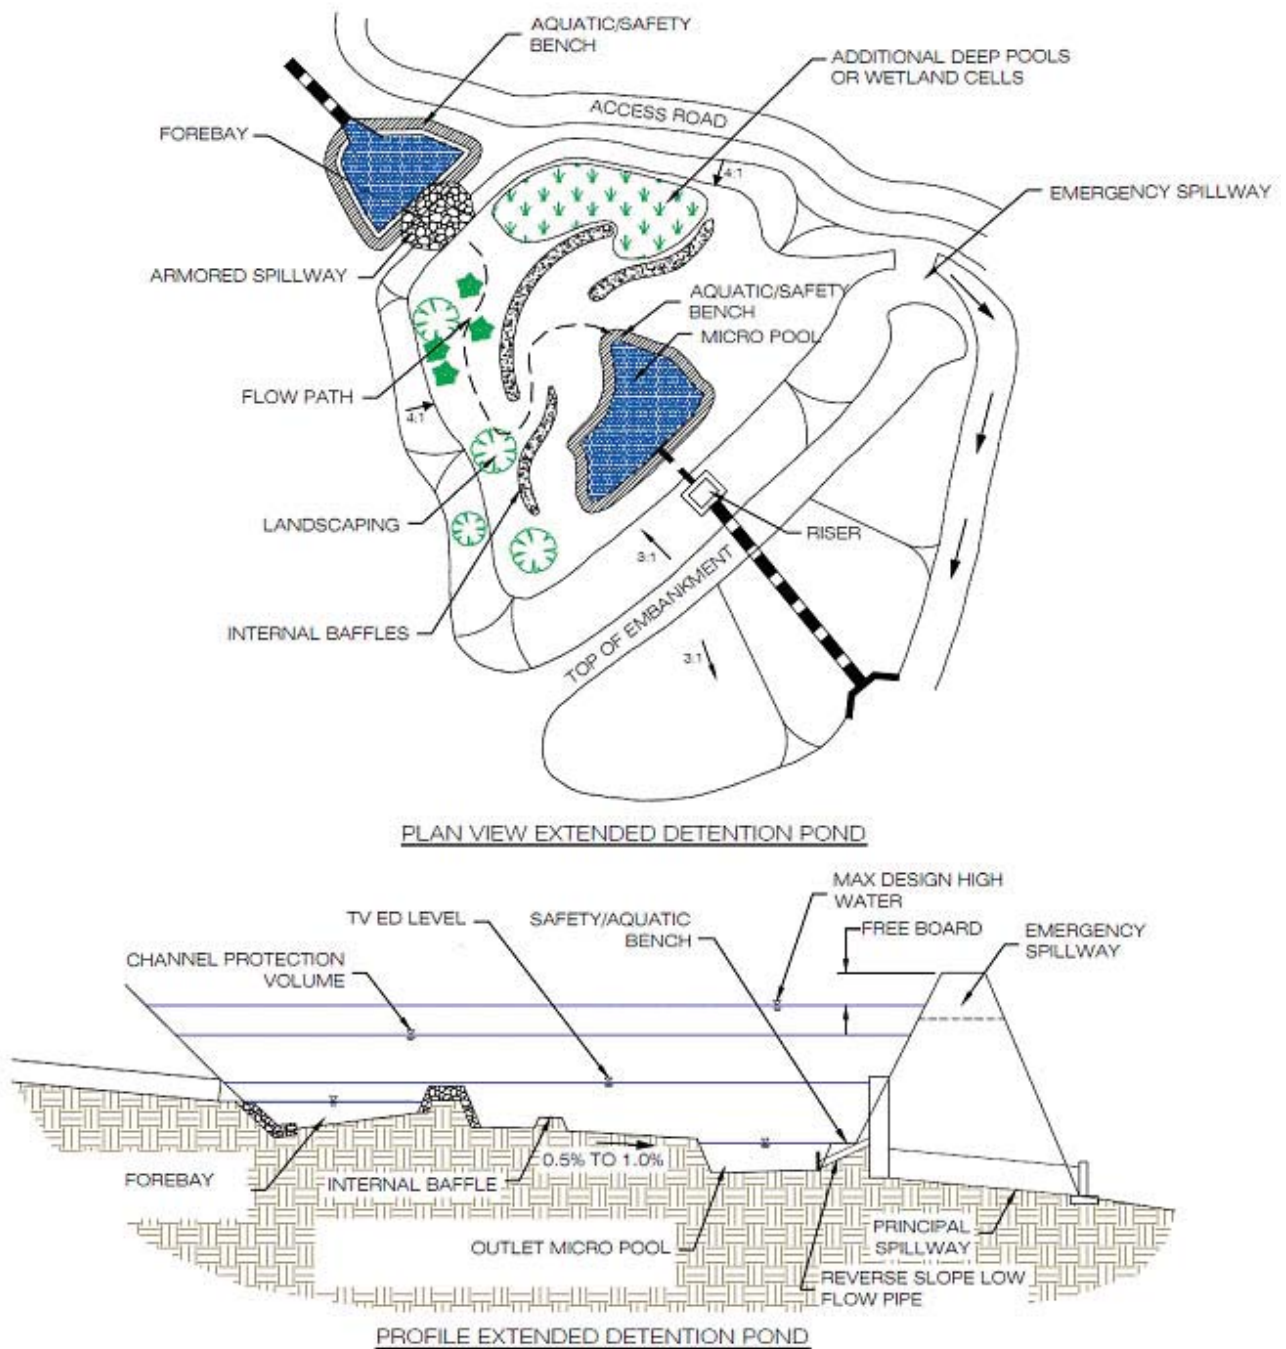 AQUATIC/SAFETY
BENCH
ADDITIONAL DEEP POOLS
OR WETLAND CELLS
ACCESS ROAD
FOREBAY
4:1
EMERGENCY SPILLWAY
ARMORED SPILLWAY
AQUATIC/SAFETY
BENCH
MICRO POOL
FLOW PATH
4:1
LANDSCAPING
RISER
3:1
INTERNAL BAFFLES
TOP OF EMBANKMENT
3:1
PLAN VIEW EXTENDED DETENTION POND
MAX DESIGN HIGH
WATER
TV ED LEVEL
SAFETY/AQUATIC
BENCH
FREE BOARD
EMERGENCY
SPILLWAY
CHANNEL PROTECTION
VOLUME
0.5% TO 1.0%
FOREBAY
INTERNAL BAFFLE
OUTLET MICRO POOL
PRINCIPAL
SPILLWAY
REVERSE SLOPE LOW
FLOW PIPE
PROFILE EXTENDED DETENTION POND